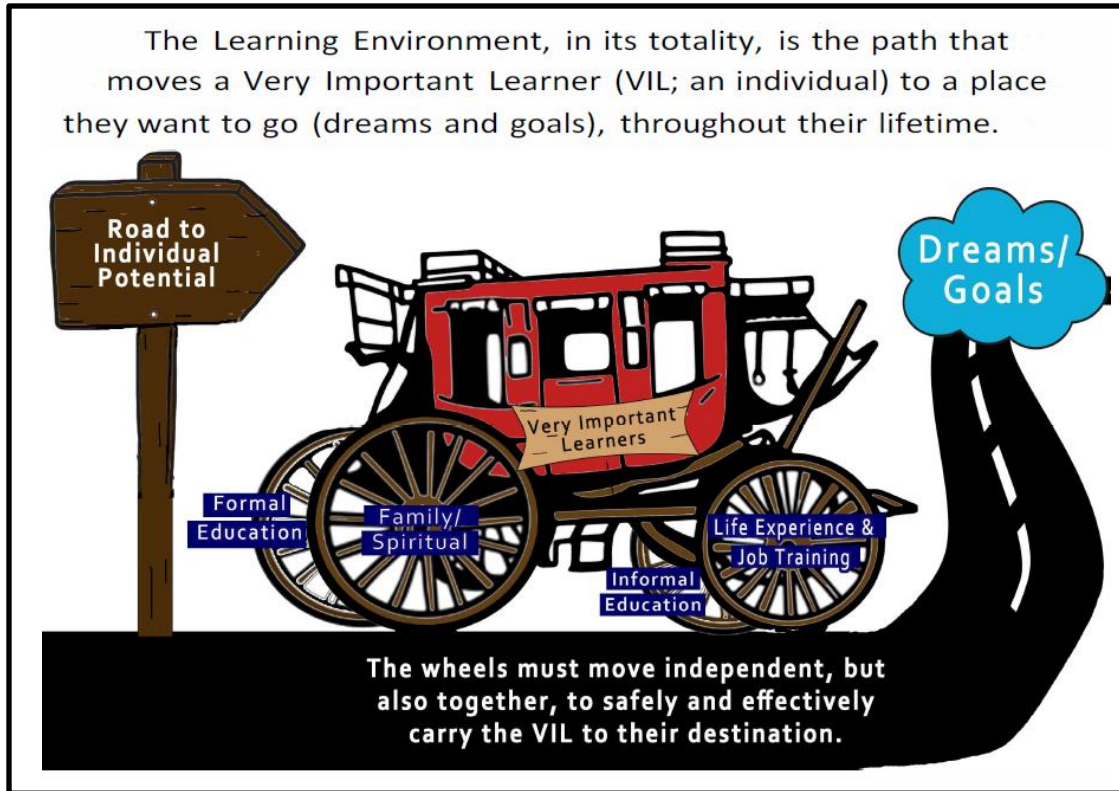 The Learning Environment, in its totality, is the path that
moves a Very Important Learner (VIL; an individual) to a place
they want to go (dreams and goals), throughout their lifetime.
Road to
Individual
Potential
Dreams/
Goals
Very Important
Learners
Formal
Education
Family/
Spiritual
Informal
Education
Life Experience &
Job Training
The wheels must move independent, but
also together, to safely and effectively
carry the VIL to their destination.